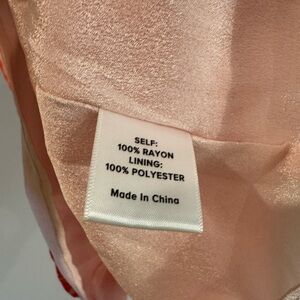 SELF:
100% RAYON
LINING:
100% POLYESTER
Made In China